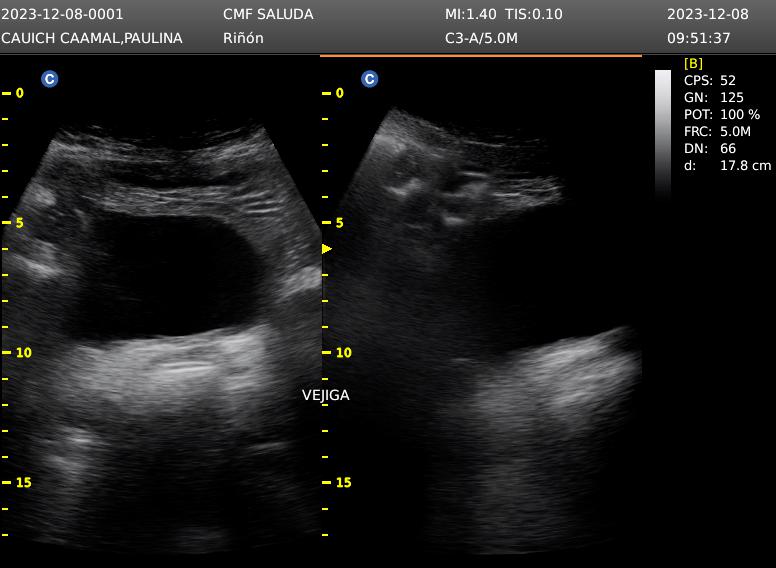 2023-12-08-0001 CMF SALUDA MI:1.40 TIS:0.10 2023-12-08
CAUICH CAAMAL,PAULINA Riñón C3-A/5.0M 09:51:37
C C
[B]
CPS: 52
GN: 125
POT: 100 %
FRC: 5.0M
DN: 66
d: 17.8 cm
0 0
5 5
10 10
VEJIGA
15 15